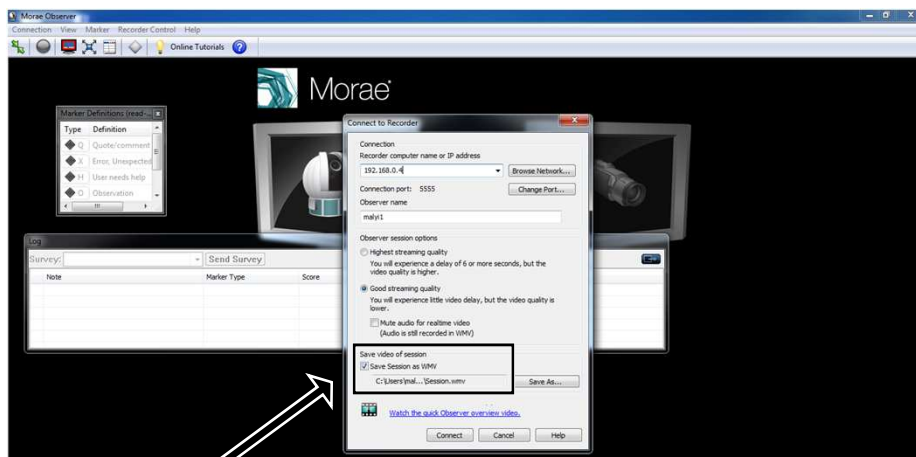 Morae Observer
Connection View Marker Recorder Control Help
Online Tutorials
Morae
Marker Definitions (read-...
Type Definition
Q Quote/comment
X Error, Unexpected
H User needs help
O Observation
Log
Survey: Send Survey
Note Marker Type Score
Connect to Recorder
Connection
Recorder computer name or IP address
192.168.0.4 Browse Network...
Connection port: 5555 Change Port...
Observer name
malyi1
Observer session options
Highest streaming quality
You will experience a delay of 6 or more seconds, but the
video quality is higher.
Good streaming quality
You will experience little video delay, but the video quality is
lower.
Mute audio for realtime video
(Audio is still recorded in WMV)
Save video of session
Save Session as WMV
C:\Users\mal...\Session.wmv Save As...
Watch the quick Observer overview video.
Connect Cancel Help